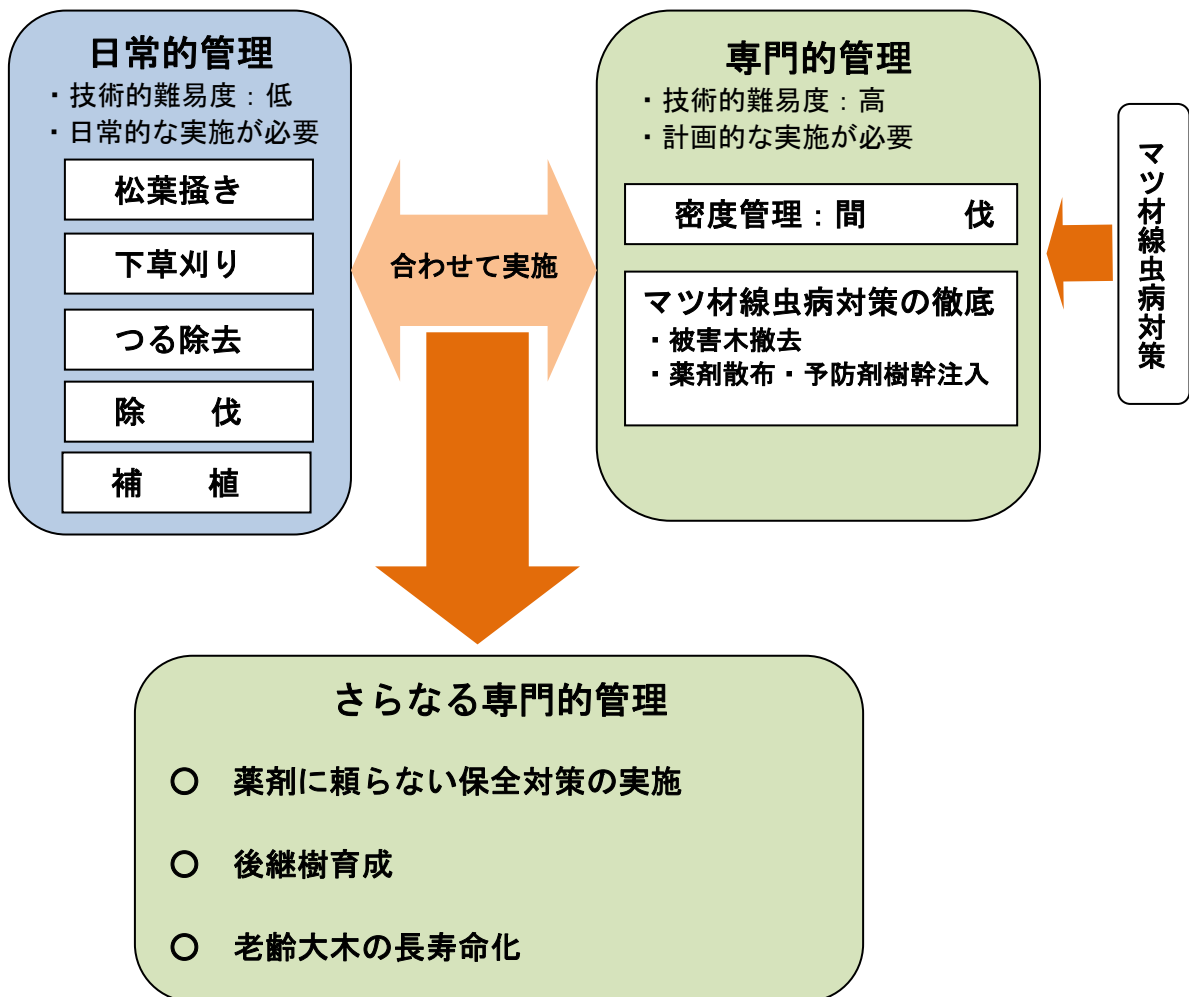 日常的管理
・技術的難易度：低
・日常的な実施が必要
松葉掻き
下草刈り
つる除去
除　　伐
補　　植
合わせて実施
専門的管理
・技術的難易度：高
・計画的な実施が必要
密度管理：間　　　伐
マツ材線虫病対策の徹底
・被害木撤去
・薬剤散布・予防剤樹幹注入
マツ材線虫病対策
さらなる専門的管理
○　薬剤に頼らない保全対策の実施
○　後継樹育成
○　老齢大木の長寿命化